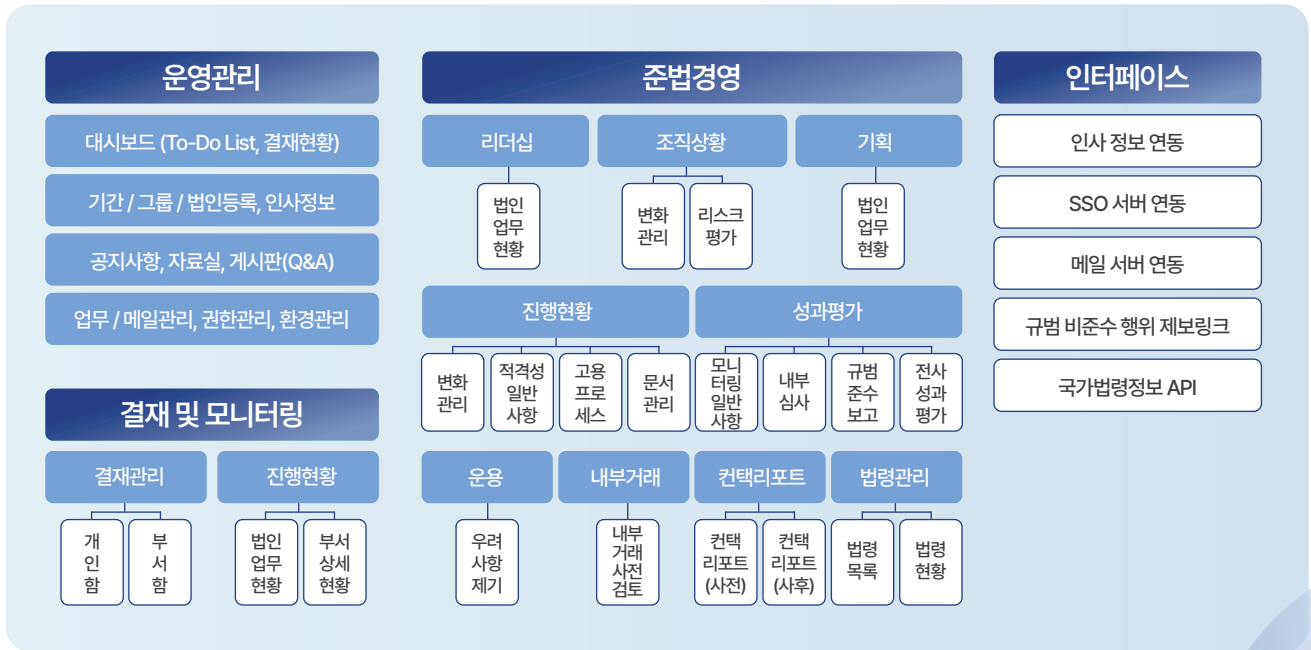 운영관리
대시보드 (To-Do List, 결재현황)
기간 / 그룹 / 법인등록, 인사정보
공지사항, 자료실, 게시판(Q&A)
업무 / 메일관리, 권한관리, 환경관리
결재 및 모니터링
결재관리
진행현황
개
인
함
부
서
함
법인
업무
현황
부서
상세
현황
준법경영
리더십
조직상황
기획
법인
업무
현황
변화
관리
리스크
평가
법인
업무
현황
진행현황
성과평가
변화
관리
적격성
일반
사항
고용
프로
세스
문서
관리
모니
터링
일반
사항
내부
심사
규범
준수
보고
전사
성과
평가
운용
내부거래
컨택리포트
법령관리
우려
사항
제기
내부
거래
사전
검토
컨택
리포트
(사전)
컨택
리포트
(사후)
법령
목록
법령
현황
인터페이스
인사 정보 연동
SSO 서버 연동
메일 서버 연동
규범 비준수 행위 제보링크
국가법령정보 API